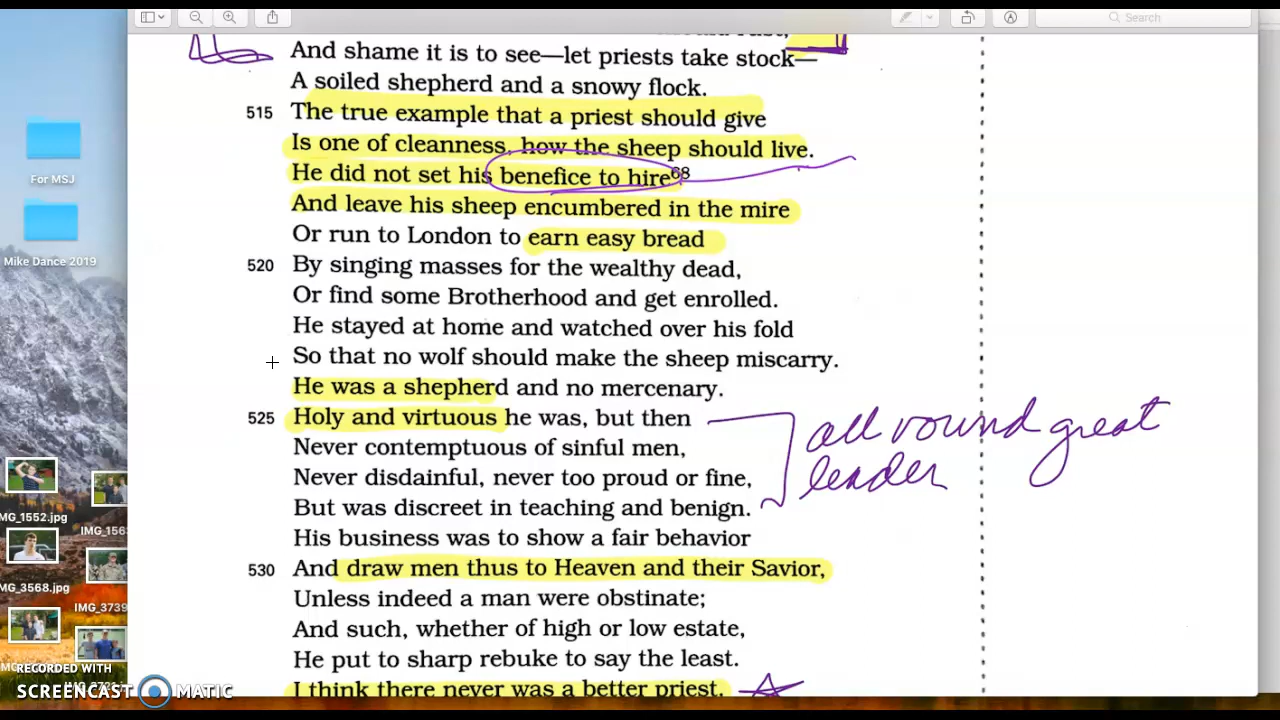 Search
And shame it is to see—let priests take stock—
A soiled shepherd and a snowy flock.
515 The true example that a priest should give
Is one of cleanness, how the sheep should live.
He did not set his benefice to hire68
And leave his sheep encumbered in the mire
Or run to London to earn easy bread
520 By singing masses for the wealthy dead,
Or find some Brotherhood and get enrolled.
He stayed at home and watched over his fold
So that no wolf should make the sheep miscarry.
He was a shepherd and no mercenary.
525 Holy and virtuous he was, but then
Never contemptuous of sinful men,
Never disdainful, never too proud or fine,
But was discreet in teaching and benign.
His business was to show a fair behavior
530 And draw men thus to Heaven and their Savior,
Unless indeed a man were obstinate;
And such, whether of high or low estate,
He put to sharp rebuke to say the least.
I think there never was a better priest.
all round great
leader
For MSJ
Mike Dance 2019
MG_1552.jpg
IMG_156
MG_3568.jpg
IMG_3739
RECORDED WITH
SCREENCAST MATIC